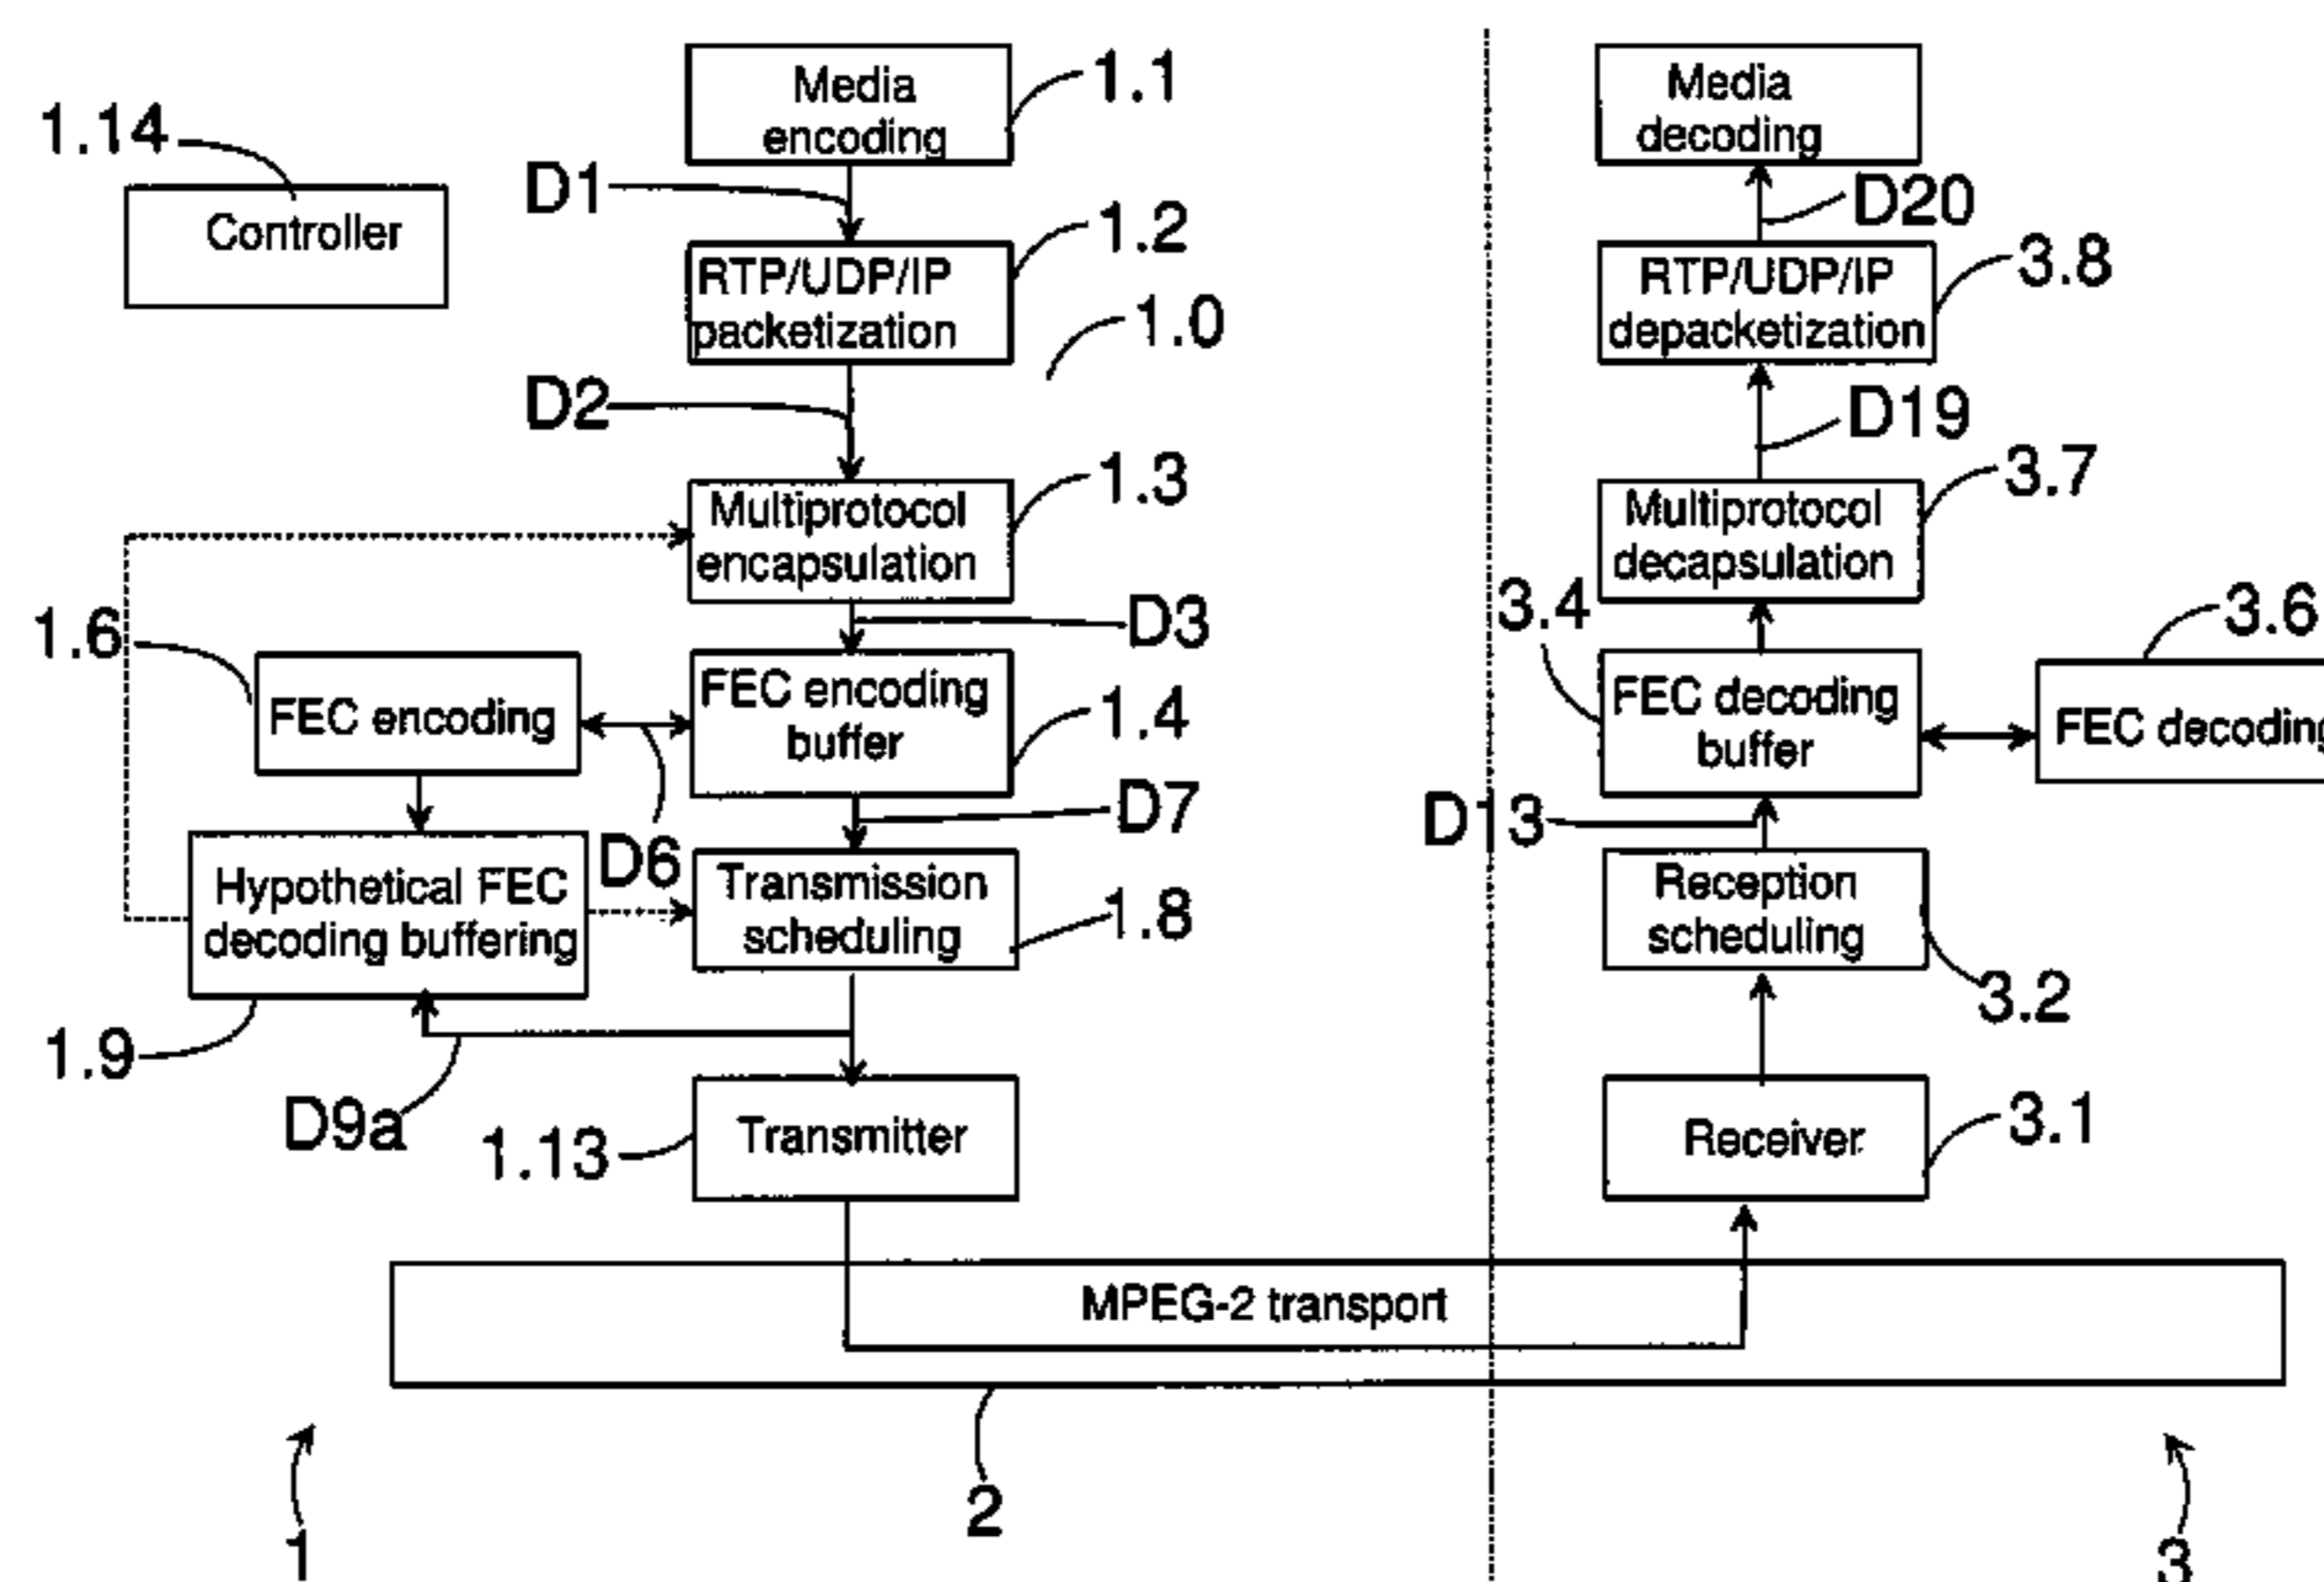 Media
encoding
1.1
Media
decoding
1.14
Controller
D1
D20
RTP/UDP/IP
packetization
1.2
RTP/UDP/IP
depacketization
3.8
1.0
D2
D19
Multiprotocol
encapsulation
1.3
Multiprotocol
decapsulation
3.7
D3
1.6
FEC encoding
FEC encoding
buffer
1.4
3.4
FEC decoding
buffer
3.6
FEC decoding
D6
D7
D13
Hypothetical FEC
decoding buffering
Transmission
scheduling
1.8
Reception
scheduling
3.2
1.9
D9a
1.13
Transmitter
Receiver
3.1
MPEG-2 transport
2
1
3